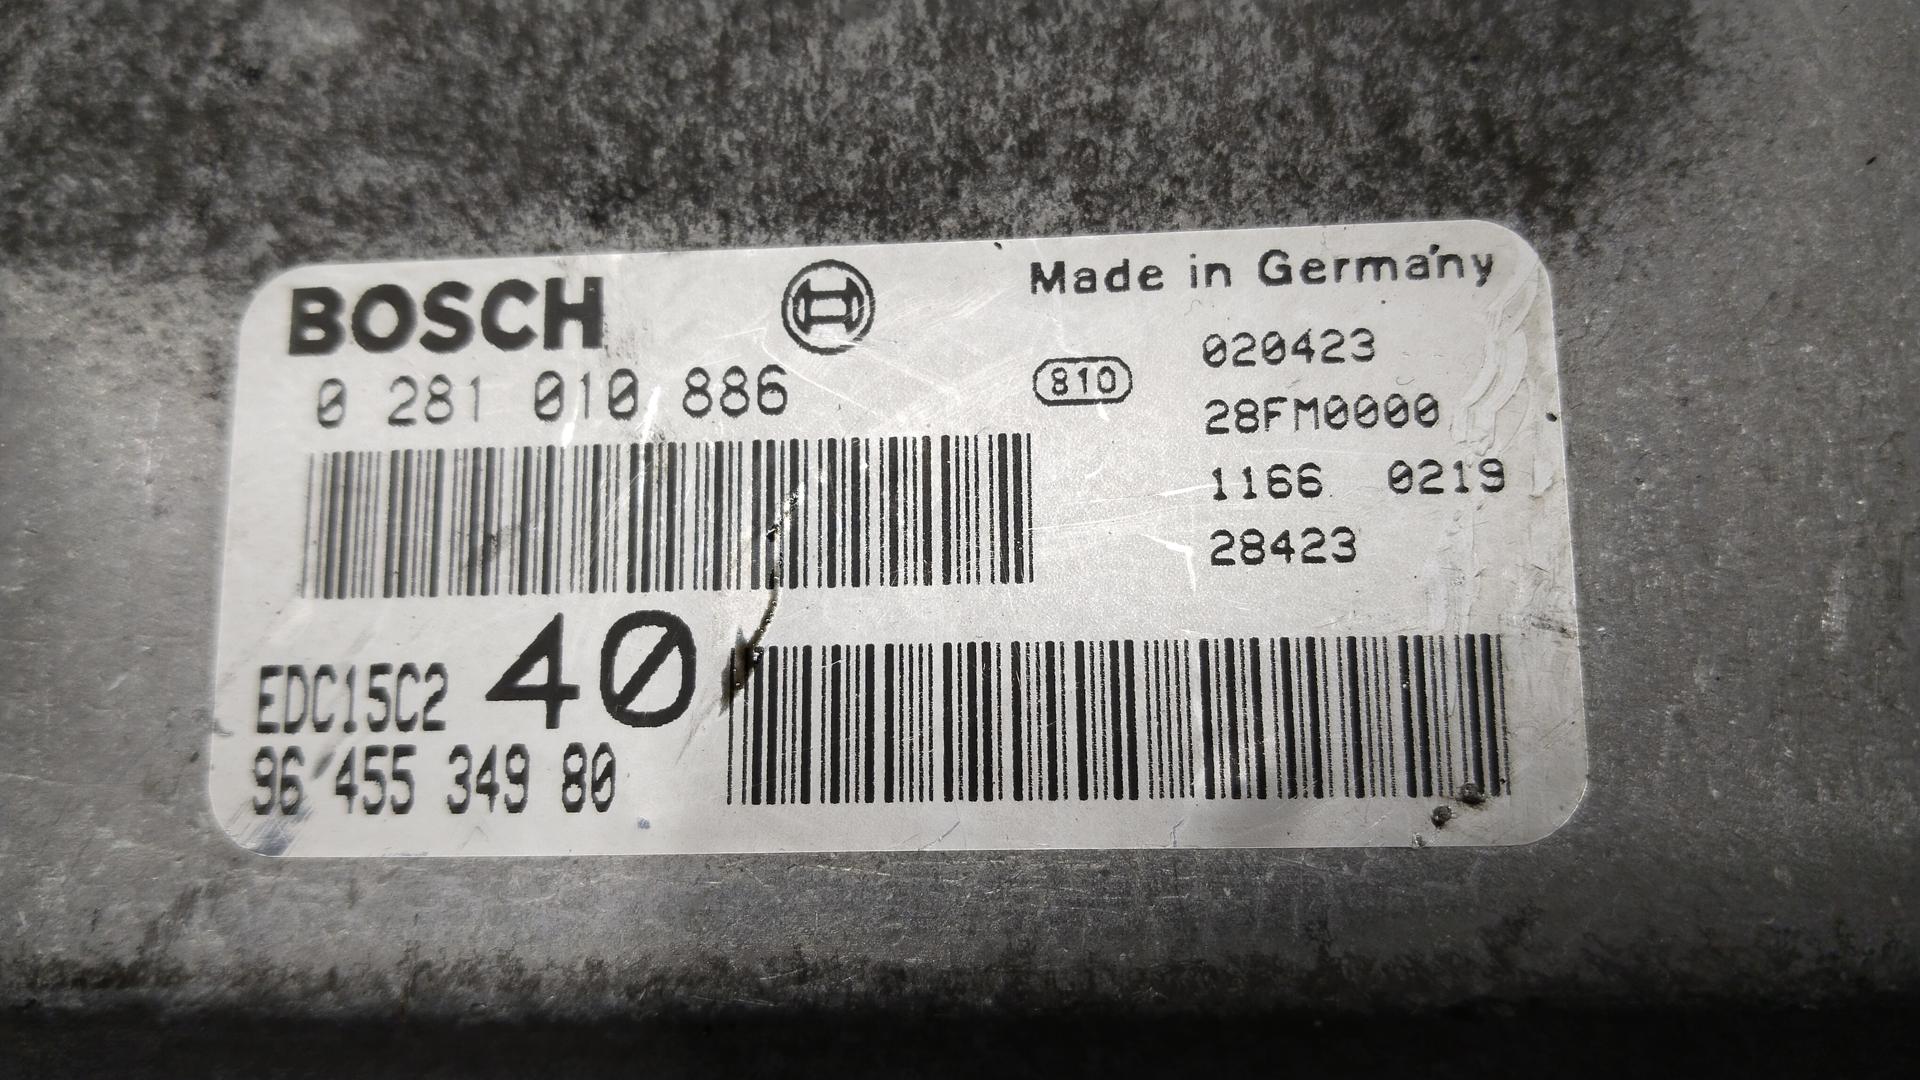 BOSCH
Made in Germany
0 281 010 886
810
020423
28FM0000
1166 0219
28423
EDC15C2 40
96 455 349 80